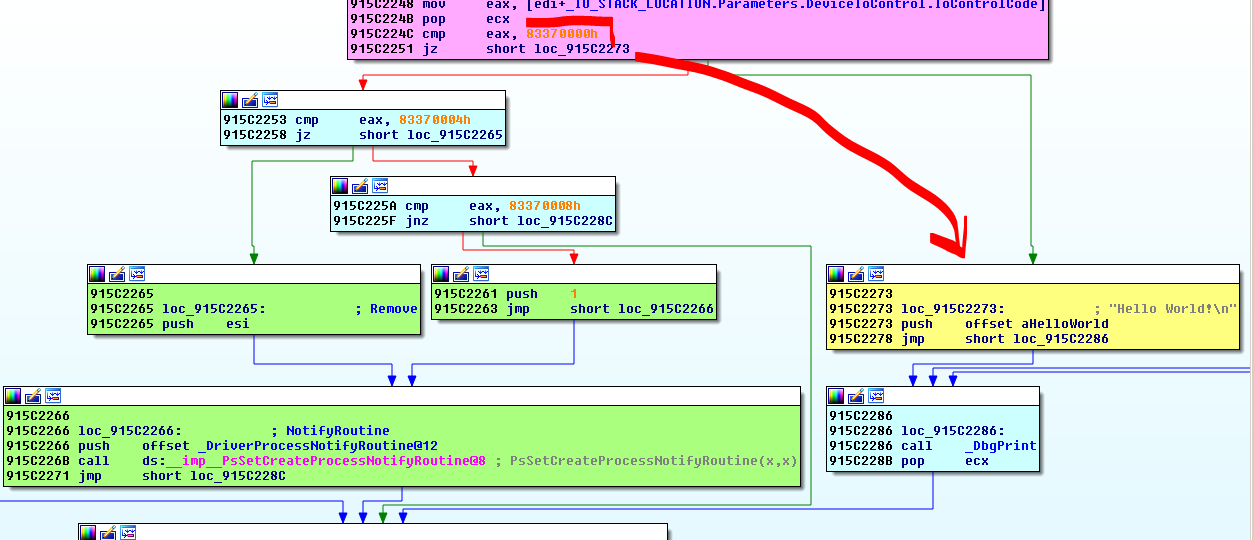 915C2248 mov eax, [edi+_IO_STACK_LOCATION.Parameters.DeviceIoControl.IoControlCode]
915C224B pop ecx
915C224C cmp eax, 83370000h
915C2251 jz short loc_915C2273
915C2253 cmp eax, 83370004h
915C2258 jz short loc_915C2265
915C225A cmp eax, 83370008h
915C225F jnz short loc_915C228C
915C2265
915C2265 loc_915C2265: ; Remove
915C2265 push esi
915C2261 push 1
915C2263 jmp short loc_915C2266
915C2273
915C2273 loc_915C2273: ; "Hello World!\n"
915C2273 push offset aHelloWorld
915C2278 jmp short loc_915C2286
915C2266
915C2266 loc_915C2266: ; NotifyRoutine
915C2266 push offset _DriverProcessNotifyRoutine@12
915C226B call ds:__imp__PsSetCreateProcessNotifyRoutine@8 ; PsSetCreateProcessNotifyRoutine(x,x)
915C2271 jmp short loc_915C228C
915C2286
915C2286 loc_915C2286:
915C2286 call _DbgPrint
915C228B pop ecx